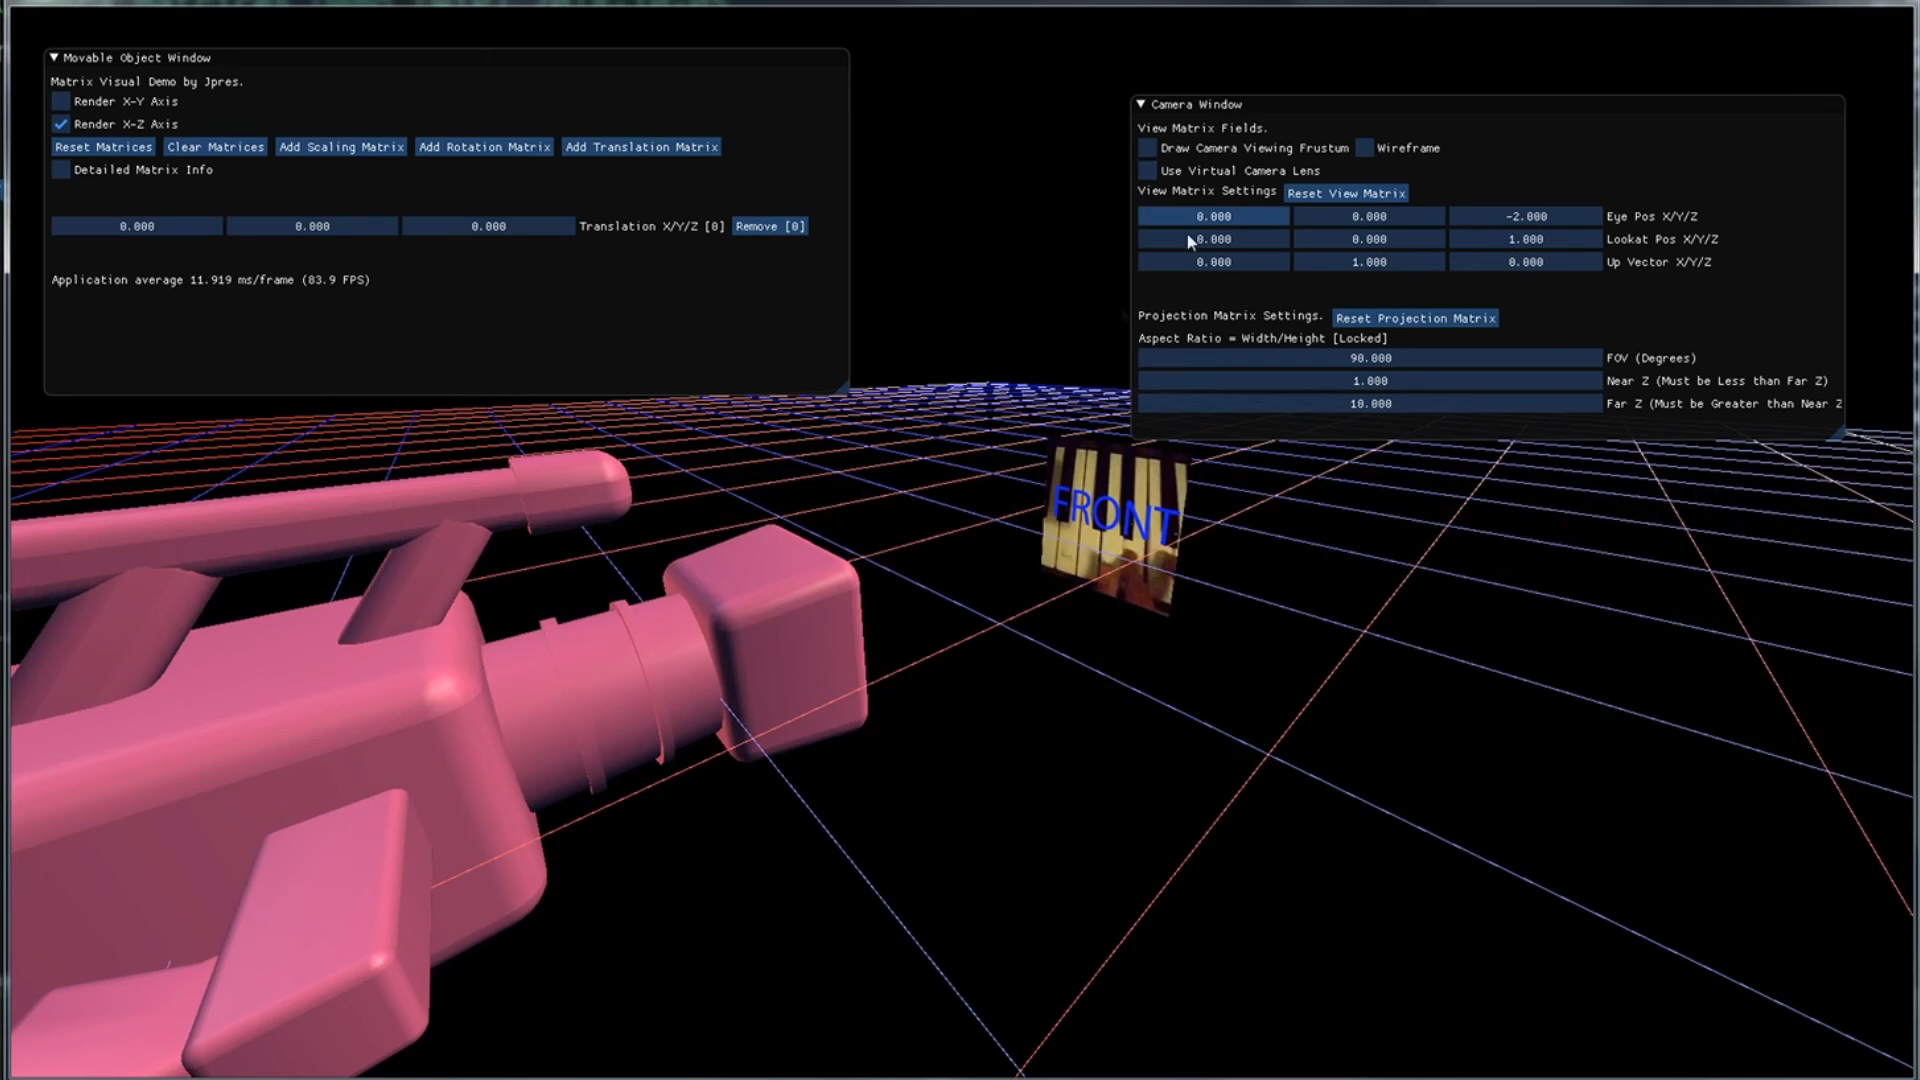 Movable Object Window
Matrix Visual Demo by Jpres.
Render X-Y Axis
Render X-Z Axis
Reset Matrices Clear Matrices Add Scaling Matrix Add Rotation Matrix Add Translation Matrix
Detailed Matrix Info
0.000 0.000 0.000 Translation X/Y/Z [0] Remove [0]
Application average 11.919 ms/frame (83.9 FPS)
Camera Window
View Matrix Fields.
Draw Camera Viewing Frustum Wireframe
Use Virtual Camera Lens
View Matrix Settings Reset View Matrix
0.000 0.000 -2.000 Eye Pos X/Y/Z
0.000 0.000 1.000 Lookat Pos X/Y/Z
0.000 1.000 0.000 Up Vector X/Y/Z
Projection Matrix Settings. Reset Projection Matrix
Aspect Ratio = Width/Height [Locked]
90.000 FOV (Degrees)
1.000 Near Z (Must be Less than Far Z)
10.000 Far Z (Must be Greater than Near Z
FRONT